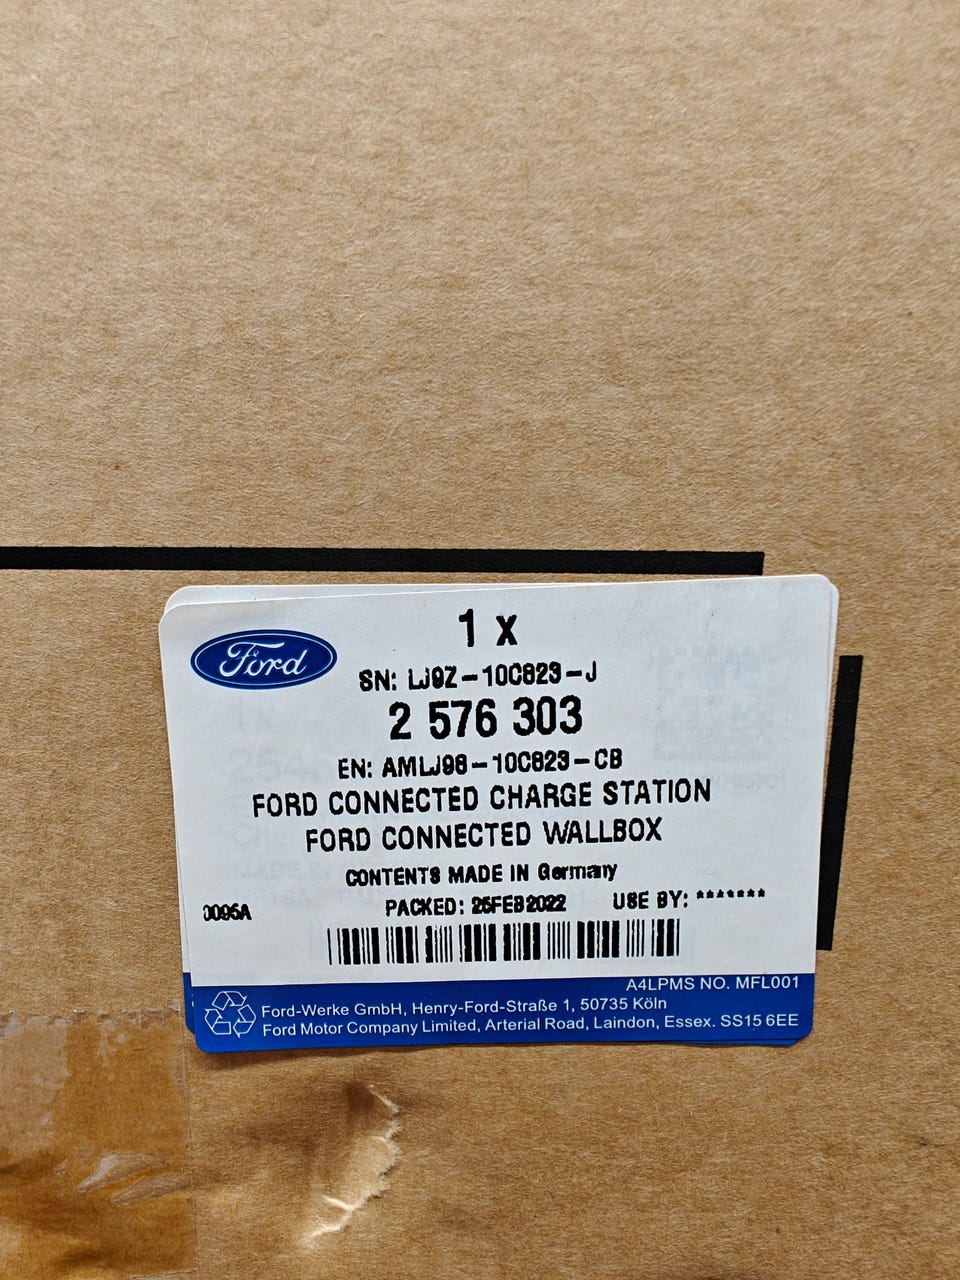 1 x
Ford
SN: LJ9Z-10C823-J
2 576 303
EN: AMLJ98-10C823-CB
FORD CONNECTED CHARGE STATION
FORD CONNECTED WALLBOX
CONTENTS MADE IN Germany
0095A PACKED: 25FEB2022 USE BY: *******
A4LPMS NO. MFL001
Ford-Werke GmbH, Henry-Ford-Straße 1, 50735 Köln
Ford Motor Company Limited, Arterial Road, Laindon, Essex. SS15 6EE